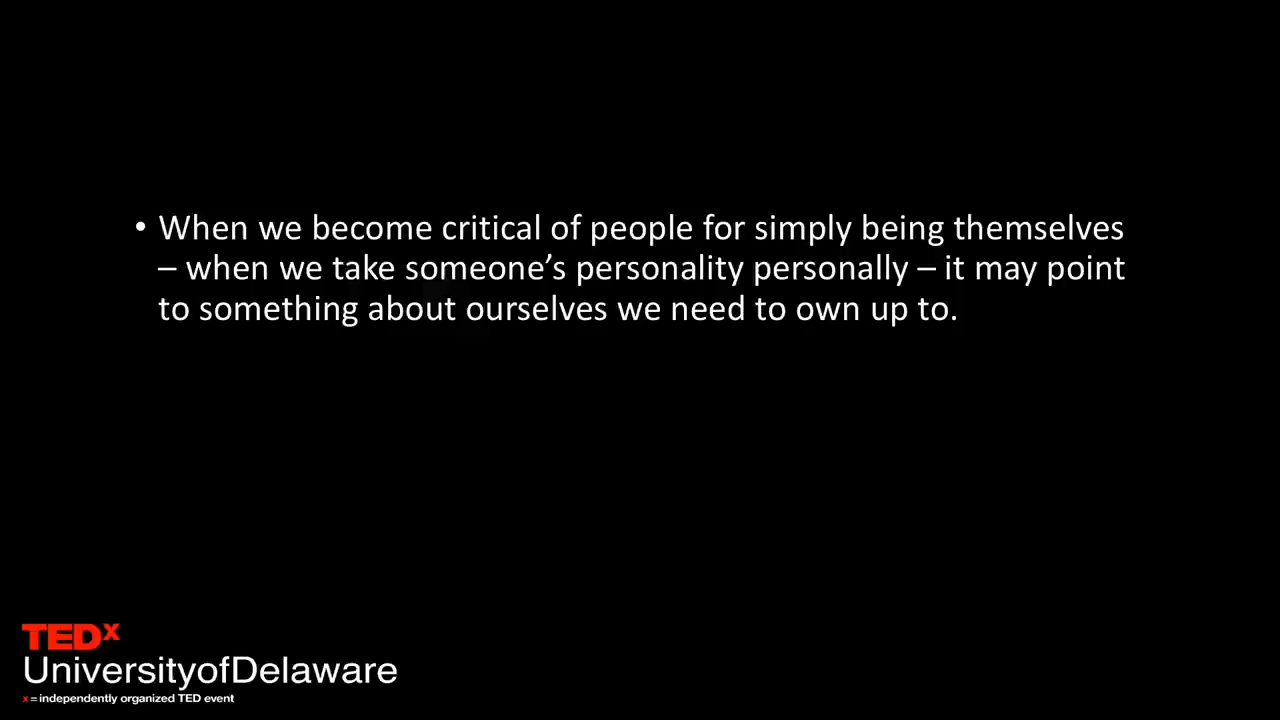 • When we become critical of people for simply being themselves
– when we take someone’s personality personally – it may point
to something about ourselves we need to own up to.
TEDx
UniversityofDelaware
x = independently organized TED event